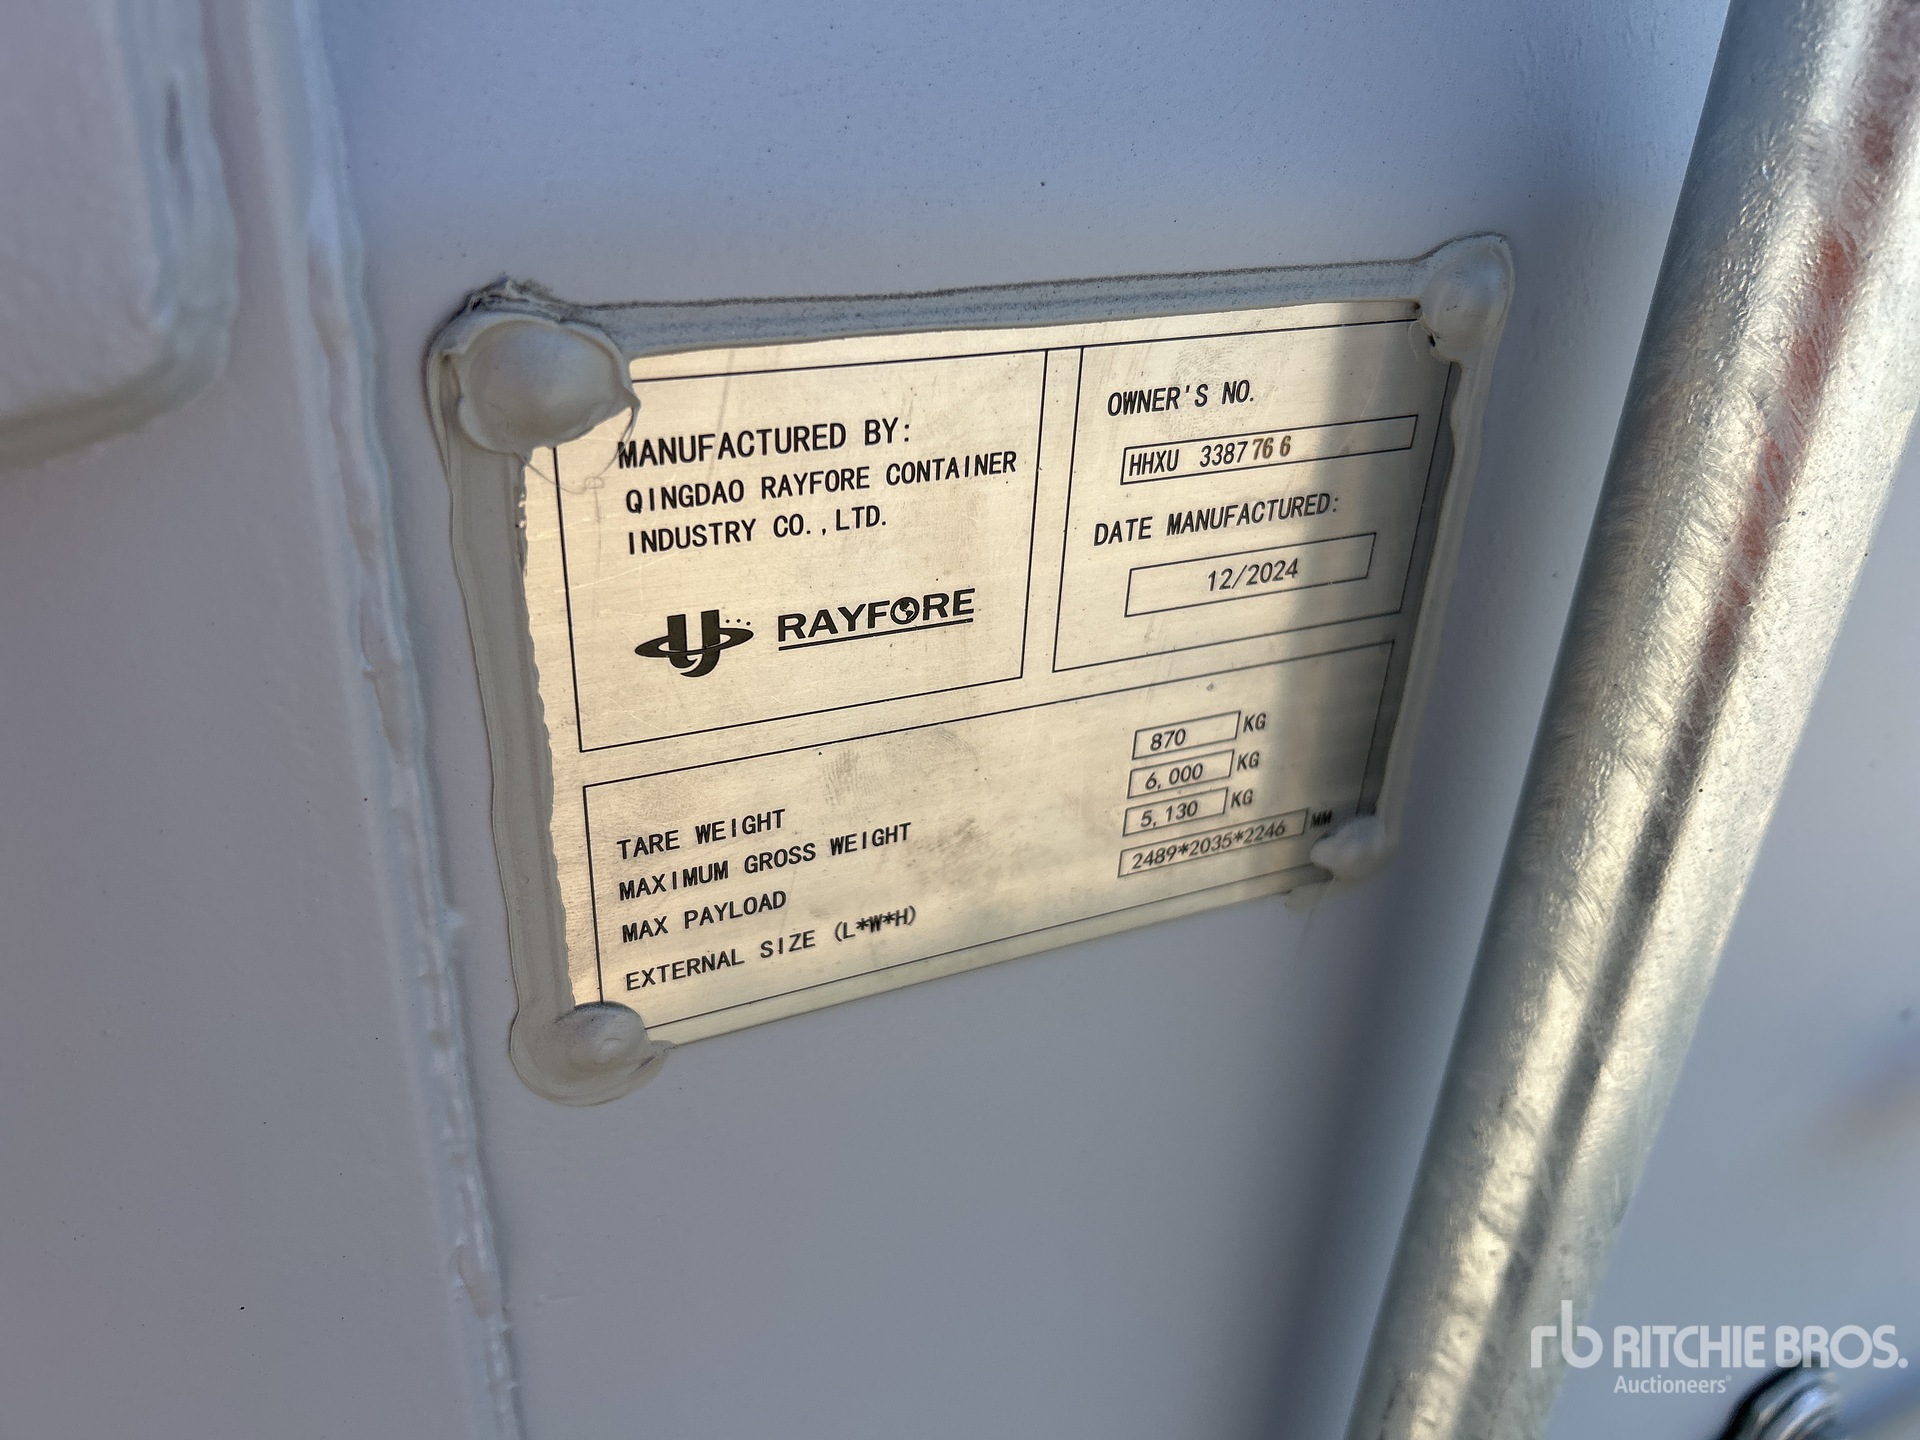 MANUFACTURED BY:
QINGDAO RAYFORE CONTAINER
INDUSTRY CO.,LTD.
RAYFORE
OWNER'S NO.
HHXU 3387766
DATE MANUFACTURED:
12/2024
TARE WEIGHT 870 KG
MAXIMUM GROSS WEIGHT 6,000 KG
MAX PAYLOAD 5,130 KG
EXTERNAL SIZE (L*W*H) 2489*2035*2246 MM
rb RITCHIE BROS.
Auctioneers